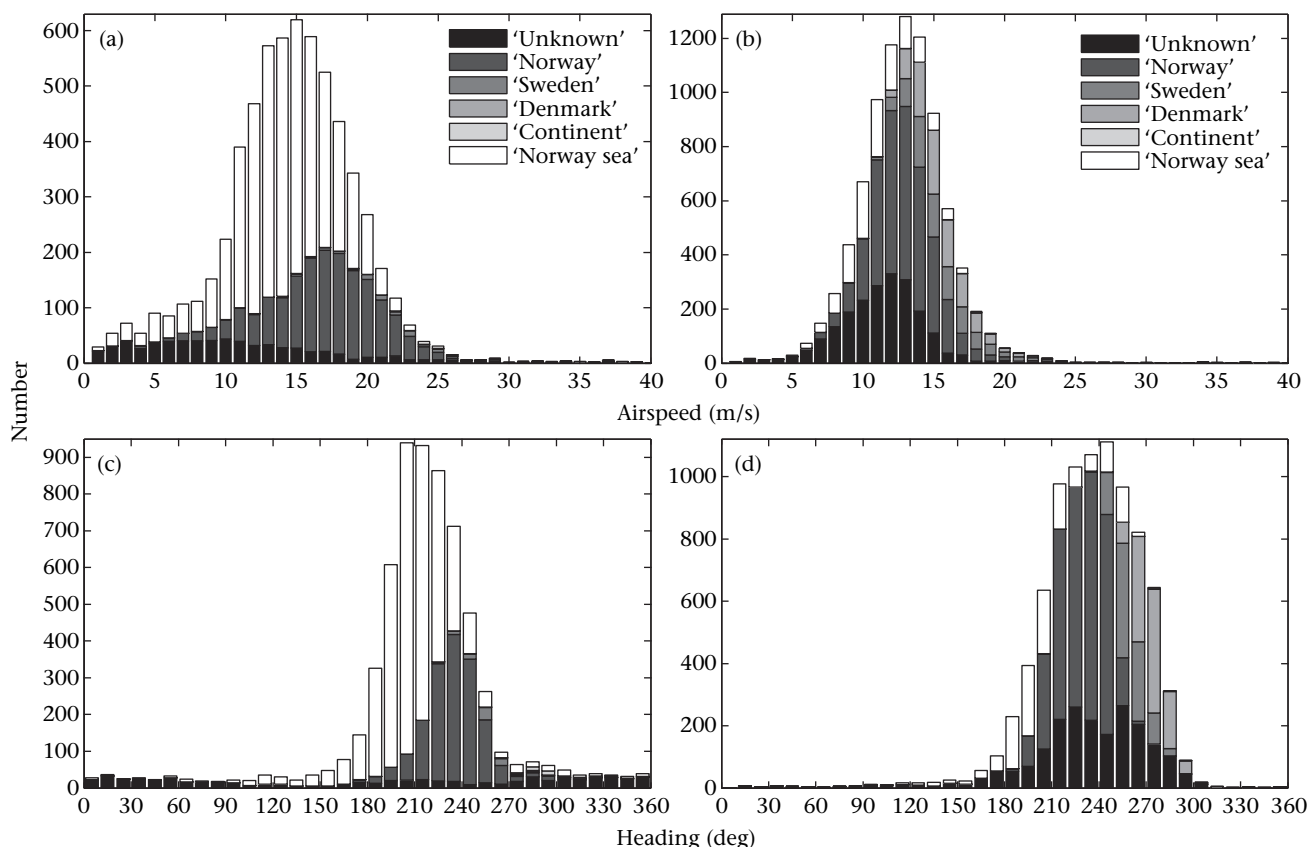 (a)
600
500
400
300
200
100
0
'Unknown'
'Norway'
'Sweden'
'Denmark'
'Continent'
'Norway sea'
0 5 10 15 20 25 30 35 40
(b)
1200
1000
800
600
400
200
0
'Unknown'
'Norway'
'Sweden'
'Denmark'
'Continent'
'Norway sea'
0 5 10 15 20 25 30 35 40
Number
Airspeed (m/s)
(c)
900
800
700
600
500
400
300
200
100
0
0 30 60 90 120 150 180 210 240 270 300 330 360
(d)
1000
800
600
400
200
0
30 60 90 120 150 180 210 240 270 300 330 360
Heading (deg)